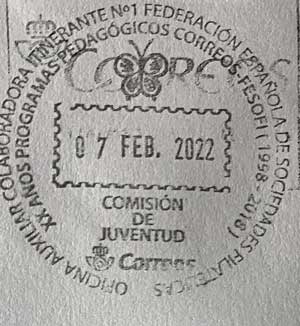 OFICINA AUXILIAR COLABORADORA ITINERANTE Nº1 FEDERACIÓN ESPAÑOLA DE SOCIEDADES FILATÉLICAS
XX AÑOS PROGRAMAS PEDAGÓGICOS CORREOS-FESOFI (1998-2018)
07 FEB. 2022
COMISIÓN
DE
JUVENTUD
Correos